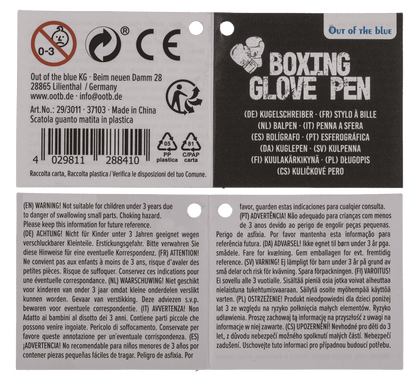 0-3
CE
Out of the blue KG · Beim neuen Damm 28
28865 Lilienthal / Germany
www.ootb.de · info@ootb.de
Art.No.: 29/3011 · 37103 · Made in China
Scatola guanto matita in plastica
4 029811 288410
05
PP
plastica
81
C/PAP
carta
Raccolta carta, Raccolta plastica / Verifica le disposizioni del tuo Comune.
Out of the blue
BOXING
GLOVE PEN
(DE) KUGELSCHREIBER · (FR) STYLO À BILLE
(NL) BALPEN · (IT) PENNA A SFERA
(ES) BOLÍGRAFO · (PT) ESFEROGRÁFICA
(DA) KUGLEPEN · (SV) KULPENNA
(FI) KUULAKÄRKIKYNÄ · (PL) DŁUGOPIS
(CS) KULIČKOVÉ PERO
(EN) WARNING! Not suitable for children under 3 years due
to danger of swallowing small parts. Choking hazard.
Please keep this information for future reference.
(DE) ACHTUNG! Nicht für Kinder unter 3 Jahren geeignet wegen
verschluckbarer Kleinteile. Erstickungsgefahr. Bitte verwahren Sie
diese Hinweise für eine eventuelle Korrespondenz. (FR) ATTENTION!
Ne convient pas aux enfants à moins de 3 ans, risque d'avaler des
petites pièces. Risque de suffoquer. Conservez ces indications pour
une éventuelle correspondance. (NL) WAARSCHUWING! Niet geschikt
voor kinderen van onder 3 jaar omdat kleine onderdelen verslikt
kunnen worden. Gevaar van verstikking. Deze adviezen s.v.p.
bewaren voor eventuele correspondentie. (IT) AVVERTENZA! Non
Adatto ai bambini al disotto dei 3 anni. Contiene parti piccole che
possono venire ingoiate. Pericolo di soffocamento. Conservate per
favore queste annotazione per un'eventuale corrispondenza. (ES)
¡ADVERTENCIA! No recomendable para niños menores de 3 años por
contener piezas pequeñas fáciles de tragar. Peligro de asfixia. Por
favor, guarden estas indicaciones para cualquier consulta.
(PT) ADVERTÊNCIA! Não adequado para crianças com menos
de 3 anos devido ao perigo de engolir peças pequenas.
Perigo de asfixia. Por favor mantenha esta informação para
referência futura. (DA) ADVARSEL! Ikke egnet til børn under 3 år pga.
smådele. Fare for kvælning. Gem emballagen for evt. fremtidig
reference. (SV) VARNING! Ej lämpligt för barn under 3 år på grund av
små delar och risk för kvävning. Spara förpackningen. (FI) VAROITUS!
Ei sovellu alle 3 vuotiaille. Sisältää pieniä osia joita voivat aiheuttaa
nielaistuna tukehtumisvaaraan. Säilytä osoite myöhempää käyttöä
varten. (PL) OSTRZEŻENIE! Produkt nieodpowiedni dla dzieci poniżej
lat 3 ze względu na ryzyko połknięcia małych elementów. Ryzyko
udławienia. Proszę zachowaj tą informację na przyszłość z uwagi na
informacje w niej zawarte. (CS) UPOZORNĚNÍ! Nevhodné pro děti do 3
let, z důvodu nebezpečí možného spolknutí malých částí. Nebezpečí
zadušení. Uschovejte tuto informaci pro případnou budoucí potřebu.